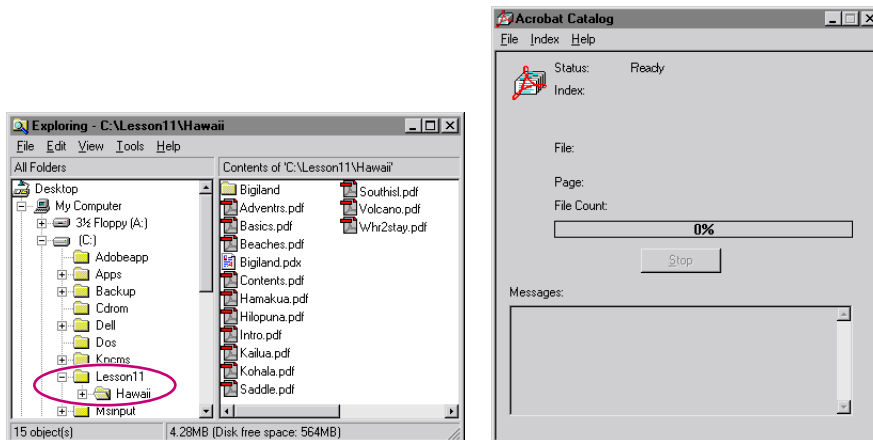 Exploring - C:\Lesson11\Hawaii
File Edit View Tools Help
All Folders
Contents of 'C:\Lesson11\Hawaii'
Desktop
My Computer
3½ Floppy (A:)
(C:)
Adobeapp
Apps
Backup
Cdrom
Dell
Dos
Kpcms
Lesson11
Hawaii
Msinput
Bigiland
Adventrs.pdf
Basics.pdf
Beaches.pdf
Bigiland.pdx
Contents.pdf
Hamakua.pdf
Hilopuna.pdf
Intro.pdf
Kailua.pdf
Kohala.pdf
Saddle.pdf
Southisl.pdf
Volcano.pdf
Whr2stay.pdf
15 object(s)
4.28MB (Disk free space: 564MB)
Acrobat Catalog
File Index Help
Status: Ready
Index:
File:
Page:
File Count:
0%
Stop
Messages: